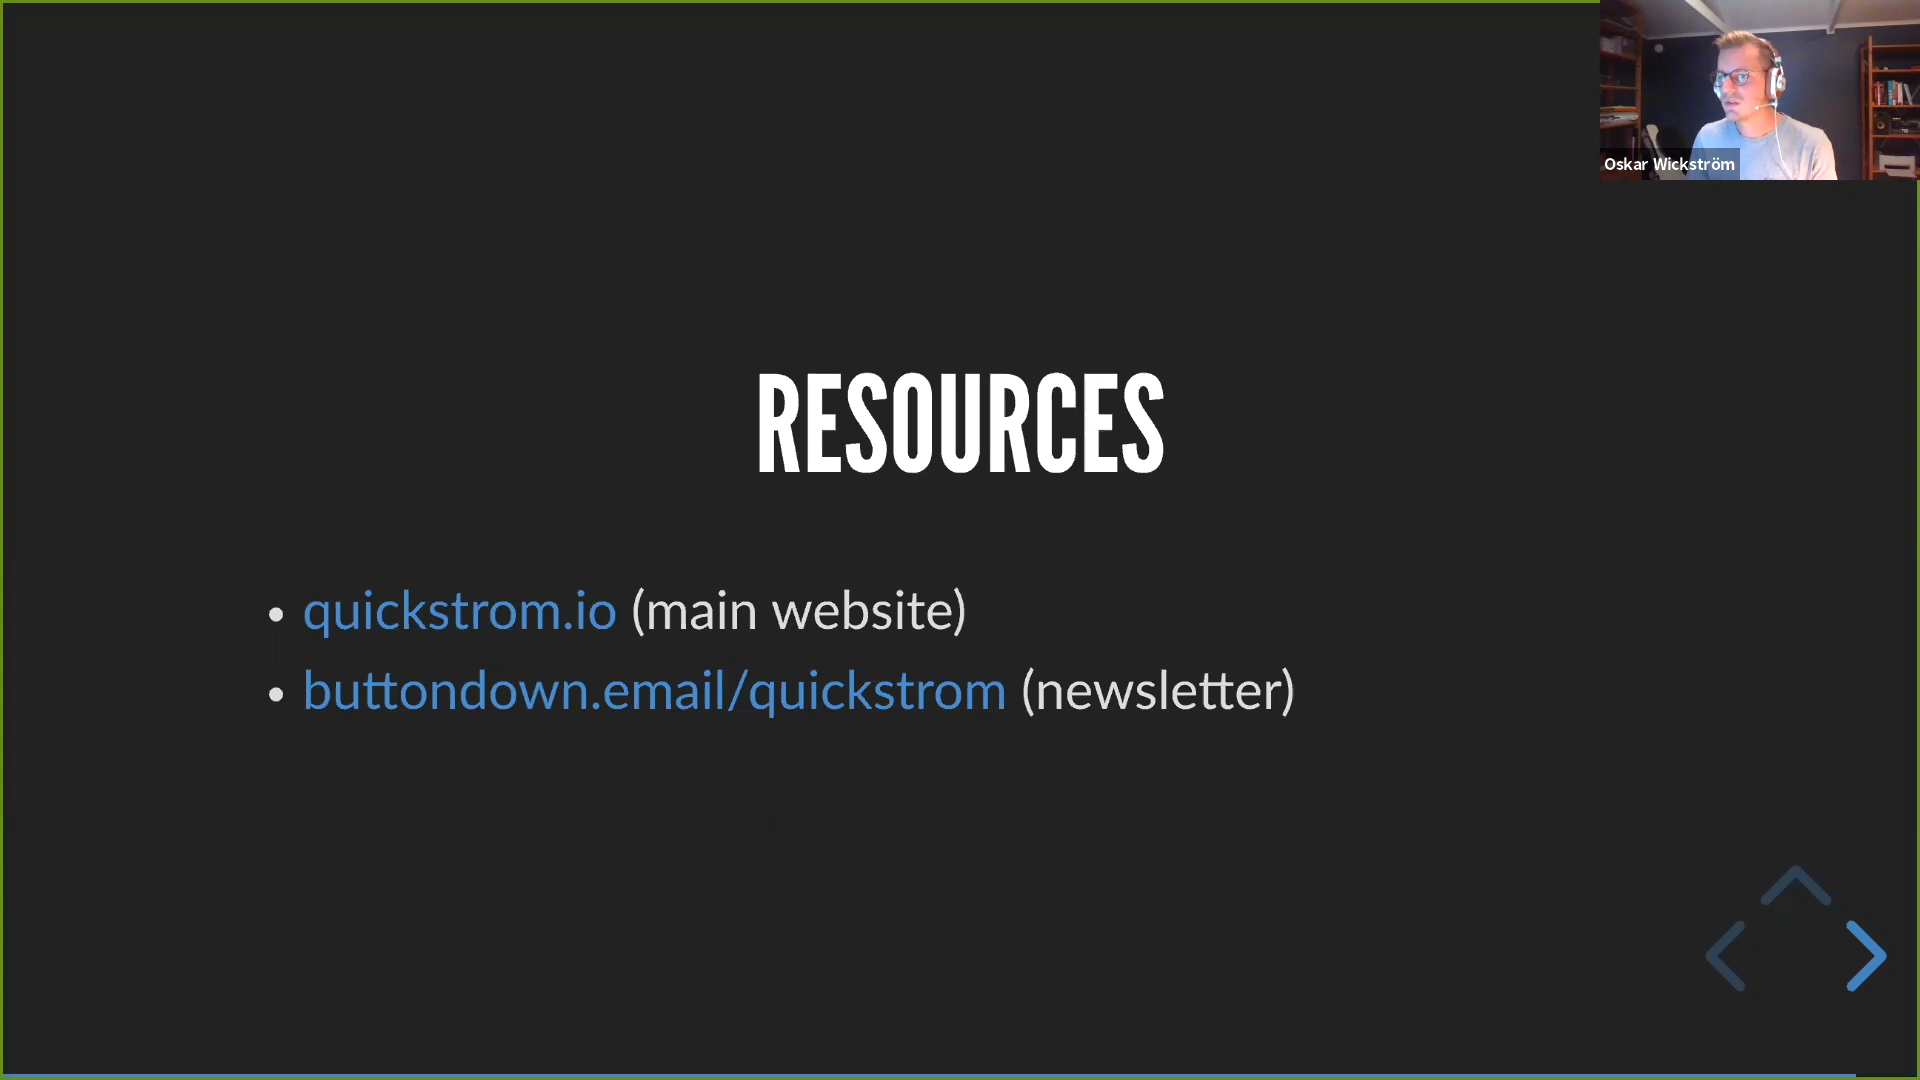 Oskar Wickström
RESOURCES
• quickstrom.io (main website)
• buttondown.email/quickstrom (newsletter)